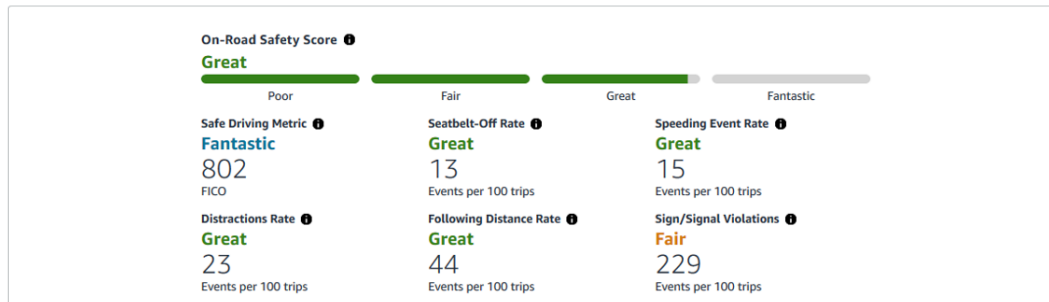 On-Road Safety Score
Great
Poor Fair Great Fantastic
Safe Driving Metric Seatbelt-Off Rate Speeding Event Rate
Fantastic Great Great
802 13 15
FICO Events per 100 trips Events per 100 trips
Distractions Rate Following Distance Rate Sign/Signal Violations
Great Great Fair
23 44 229
Events per 100 trips Events per 100 trips Events per 100 trips